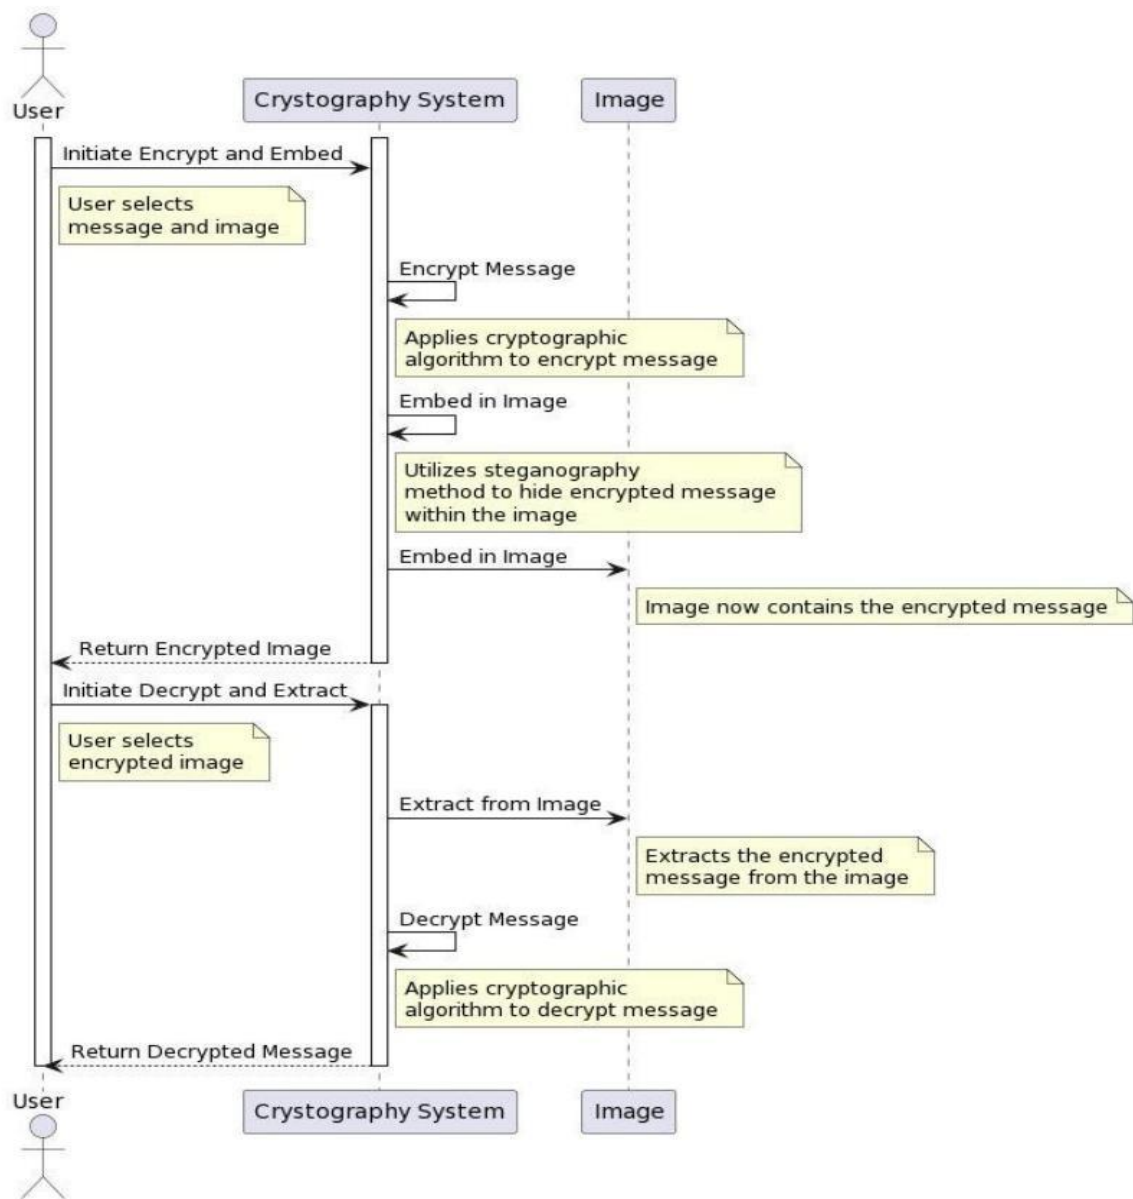 User
Crystography System
Image
Initiate Encrypt and Embed
User selects
message and image
Encrypt Message
Applies cryptographic
algorithm to encrypt message
Embed in Image
Utilizes steganography
method to hide encrypted message
within the image
Embed in Image
Image now contains the encrypted message
Return Encrypted Image
Initiate Decrypt and Extract
User selects
encrypted image
Extract from Image
Extracts the encrypted
message from the image
Decrypt Message
Applies cryptographic
algorithm to decrypt message
Return Decrypted Message
User
Crystography System
Image